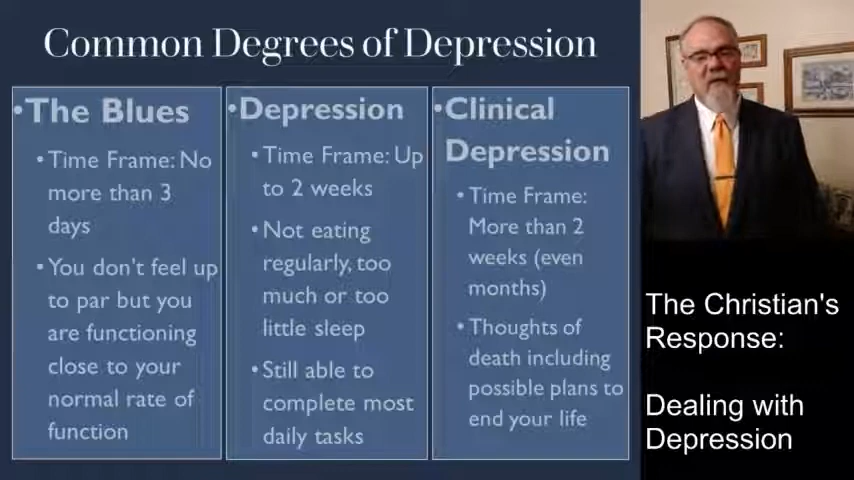 Common Degrees of Depression
•The Blues
•Time Frame: No
more than 3
days
•You don't feel up
to par but you
are functioning
close to your
normal rate of
function
•Depression
•Time Frame: Up
to 2 weeks
•Not eating
regularly, too
much or too
little sleep
•Still able to
complete most
daily tasks
•Clinical
Depression
•Time Frame:
More than 2
weeks (even
months)
•Thoughts of
death including
possible plans to
end your life
The Christian's
Response:
Dealing with
Depression